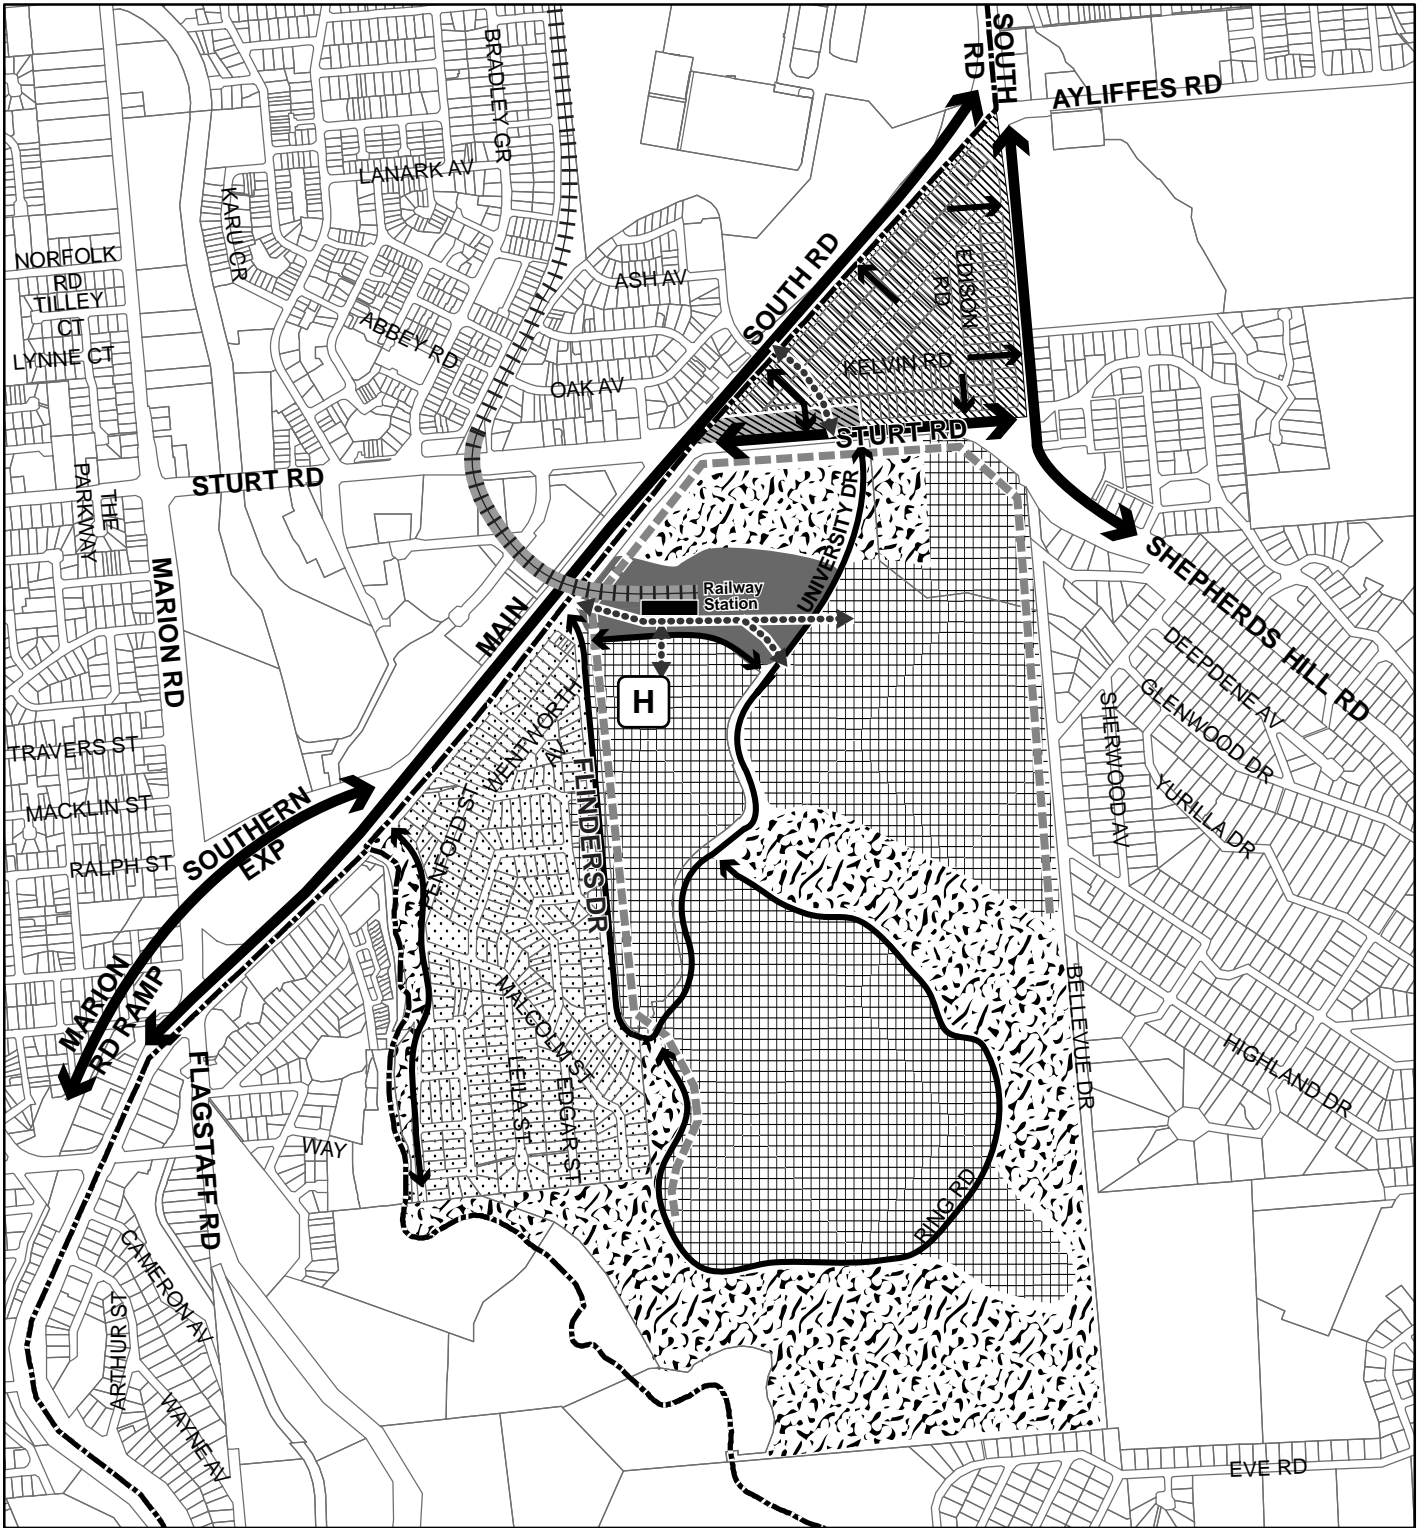 SOUTH
RD
AYLIFFES RD
BRADLEY GR
LANARK AV
KARU CR
NORFOLK
RD
TILLEY
CT
LYNNE CT
ASH AV
ABBEY RD
OAK AV
SOUTH RD
EDISON
RD
KELVIN RD
STURT RD
STURT RD
THE
PARKWAY
UNIVERSITY DR
Railway
Station
MAIN
MARION RD
SHEPHERDS HILL RD
DEEPDENE AV
GLENWOOD DR
SHERWOOD AV
YURILLA DR
H
WENTWORTH
AV
PENFOLD ST
FLINDERS DR
TRAVERS ST
MACKLIN ST
RALPH ST
SOUTHERN
EXP
MARION
RD RAMP
MALCOLM ST
LEILA ST
EDGAR ST
BELLEVUE DR
HIGHLAND DR
FLAGSTAFF RD
WAY
RING RD
CAMERON AV
ARTHUR ST
WAYNE AV
EVE RD